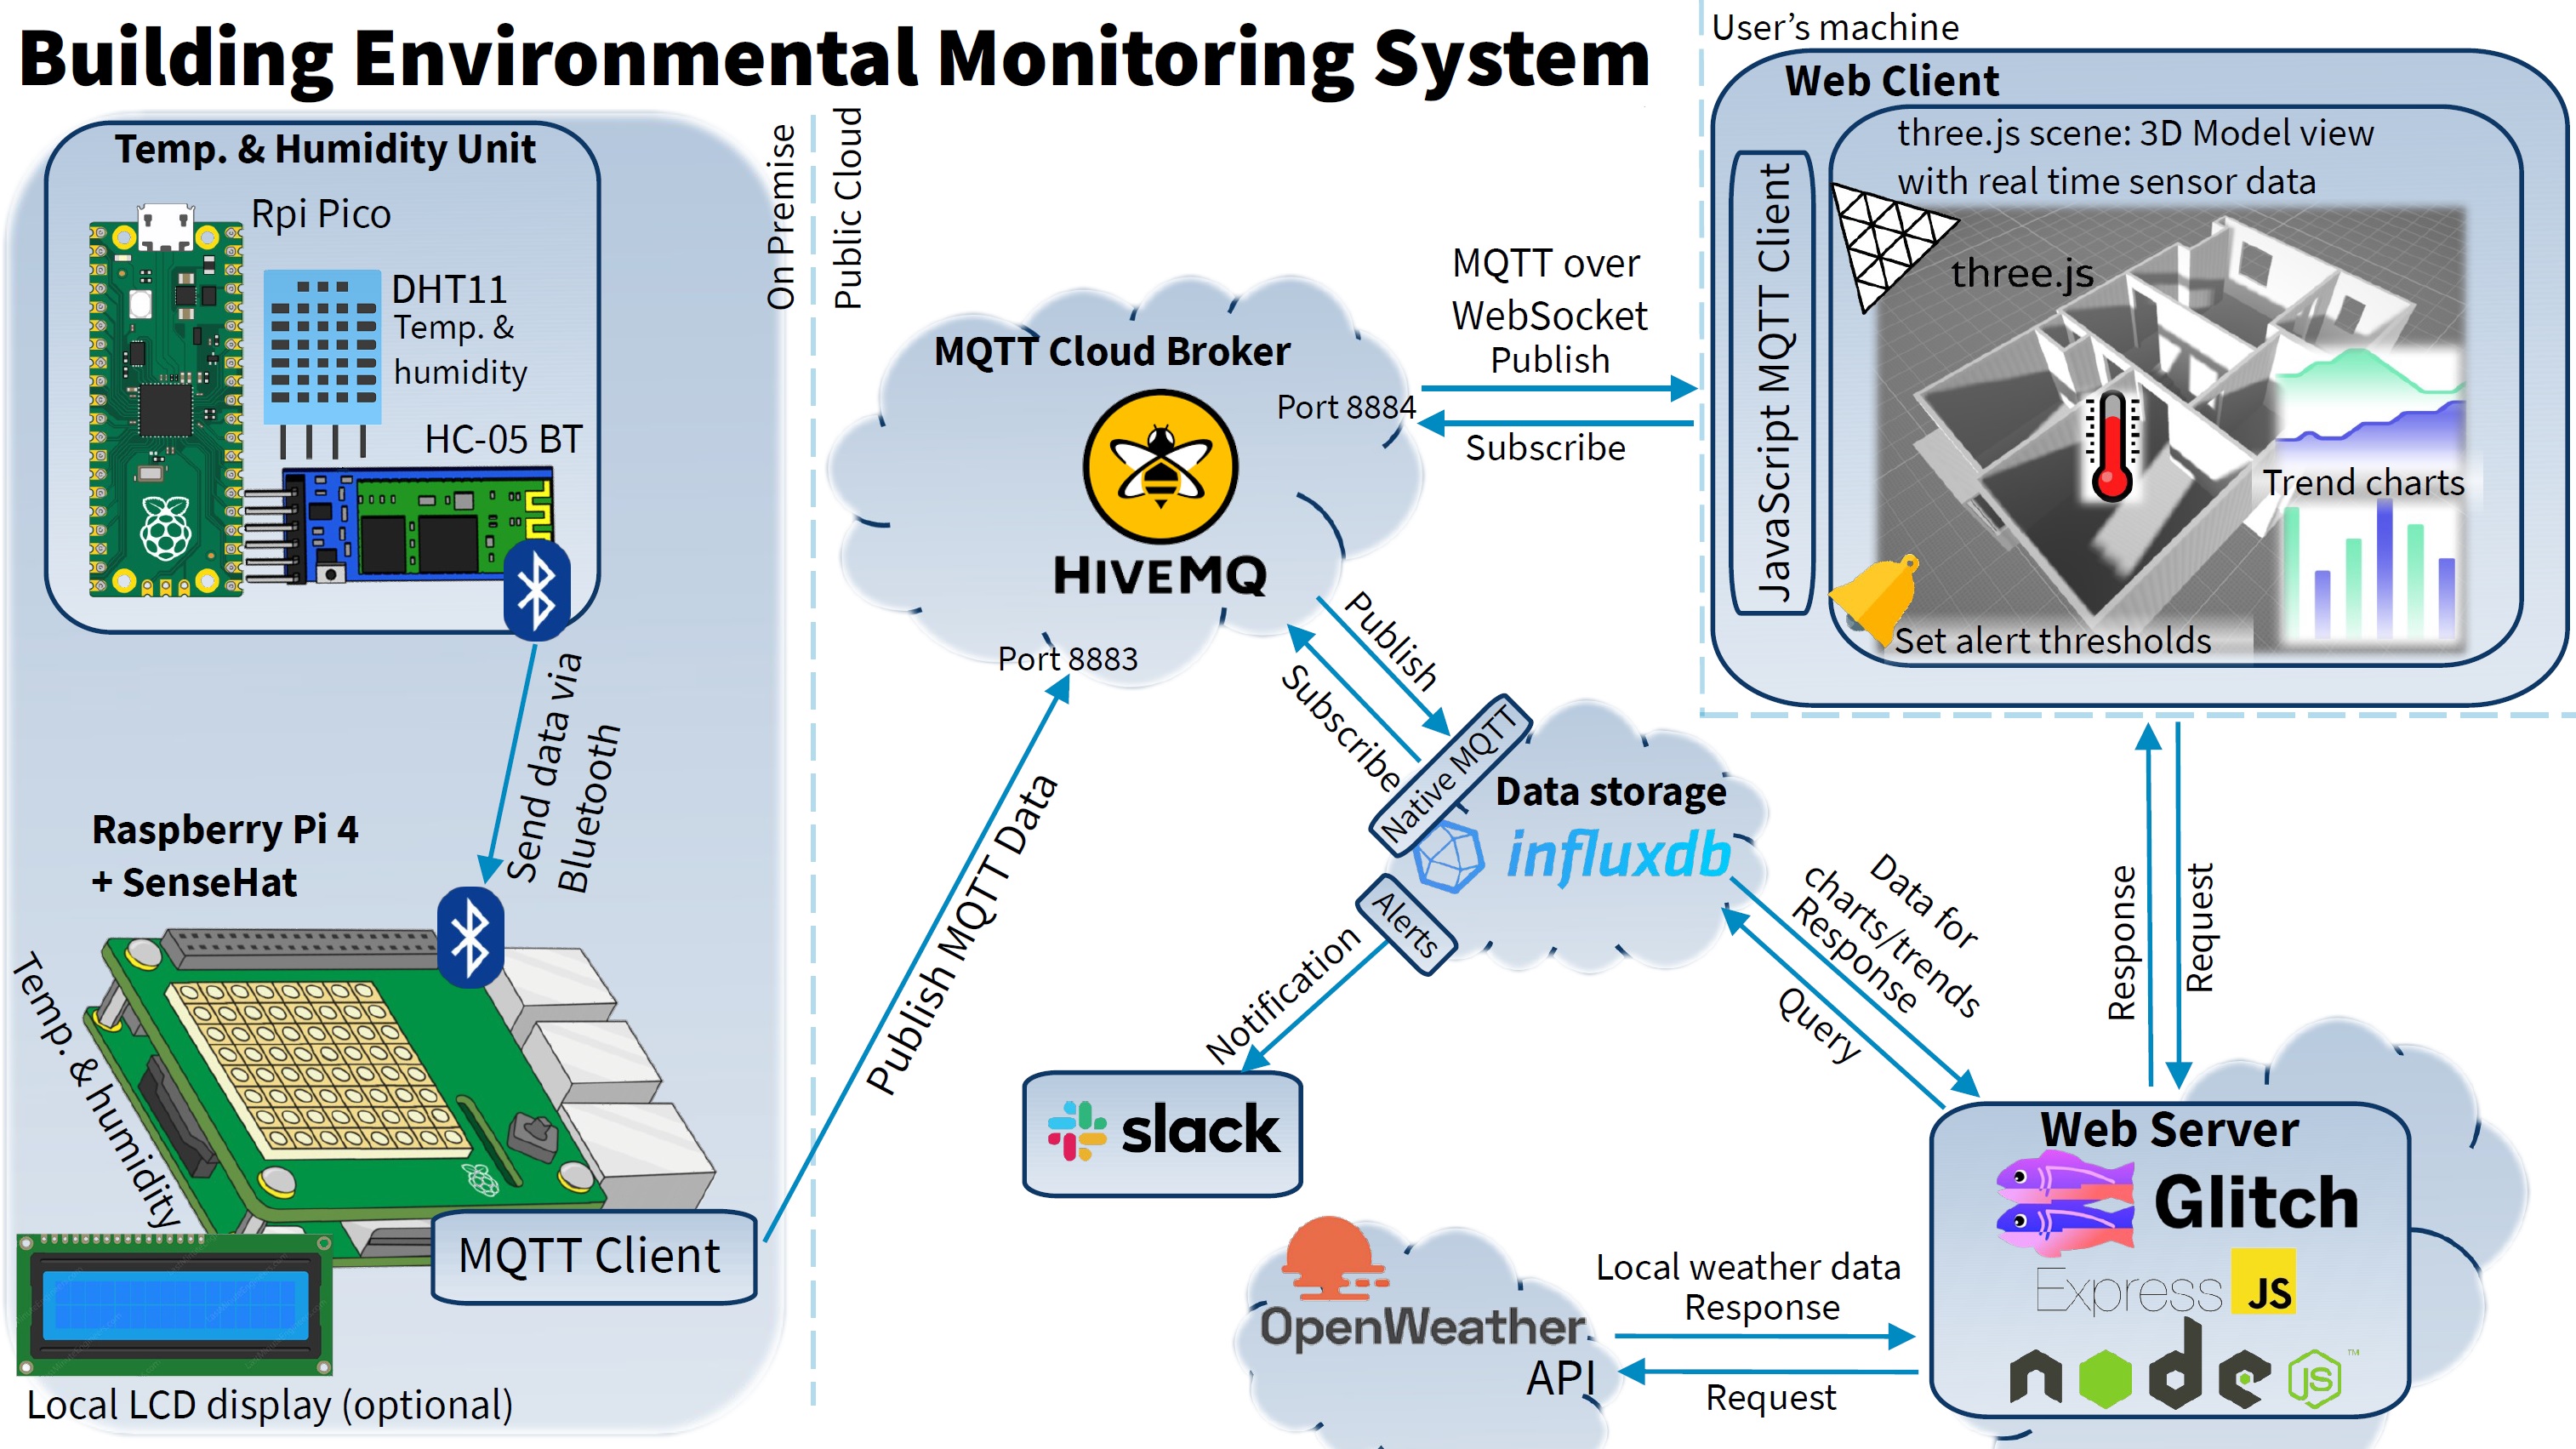 Building Environmental Monitoring System
Temp. & Humidity Unit
Rpi Pico
DHT11
Temp. &
humidity
HC-05 BT
Send data via
Bluetooth
Raspberry Pi 4
+ SenseHat
Temp. & humidity
MQTT Client
Local LCD display (optional)
On Premise
Public Cloud
Publish MQTT Data
MQTT Cloud Broker
Port 8884
HIVEMQ
Port 8883
MQTT over
WebSocket
Publish
Subscribe
User's machine
Web Client
JavaScript MQTT Client
three.js scene: 3D Model view
with real time sensor data
three.js
Trend charts
Set alert thresholds
Publish
Subscribe
Native MQTT
Data storage
influxdb
Alerts
Notification
slack
Data for
charts/trends
Response
Query
Response
Request
Web Server
Glitch
Express
JS
node
JS
™
OpenWeather
API
Local weather data
Response
Request